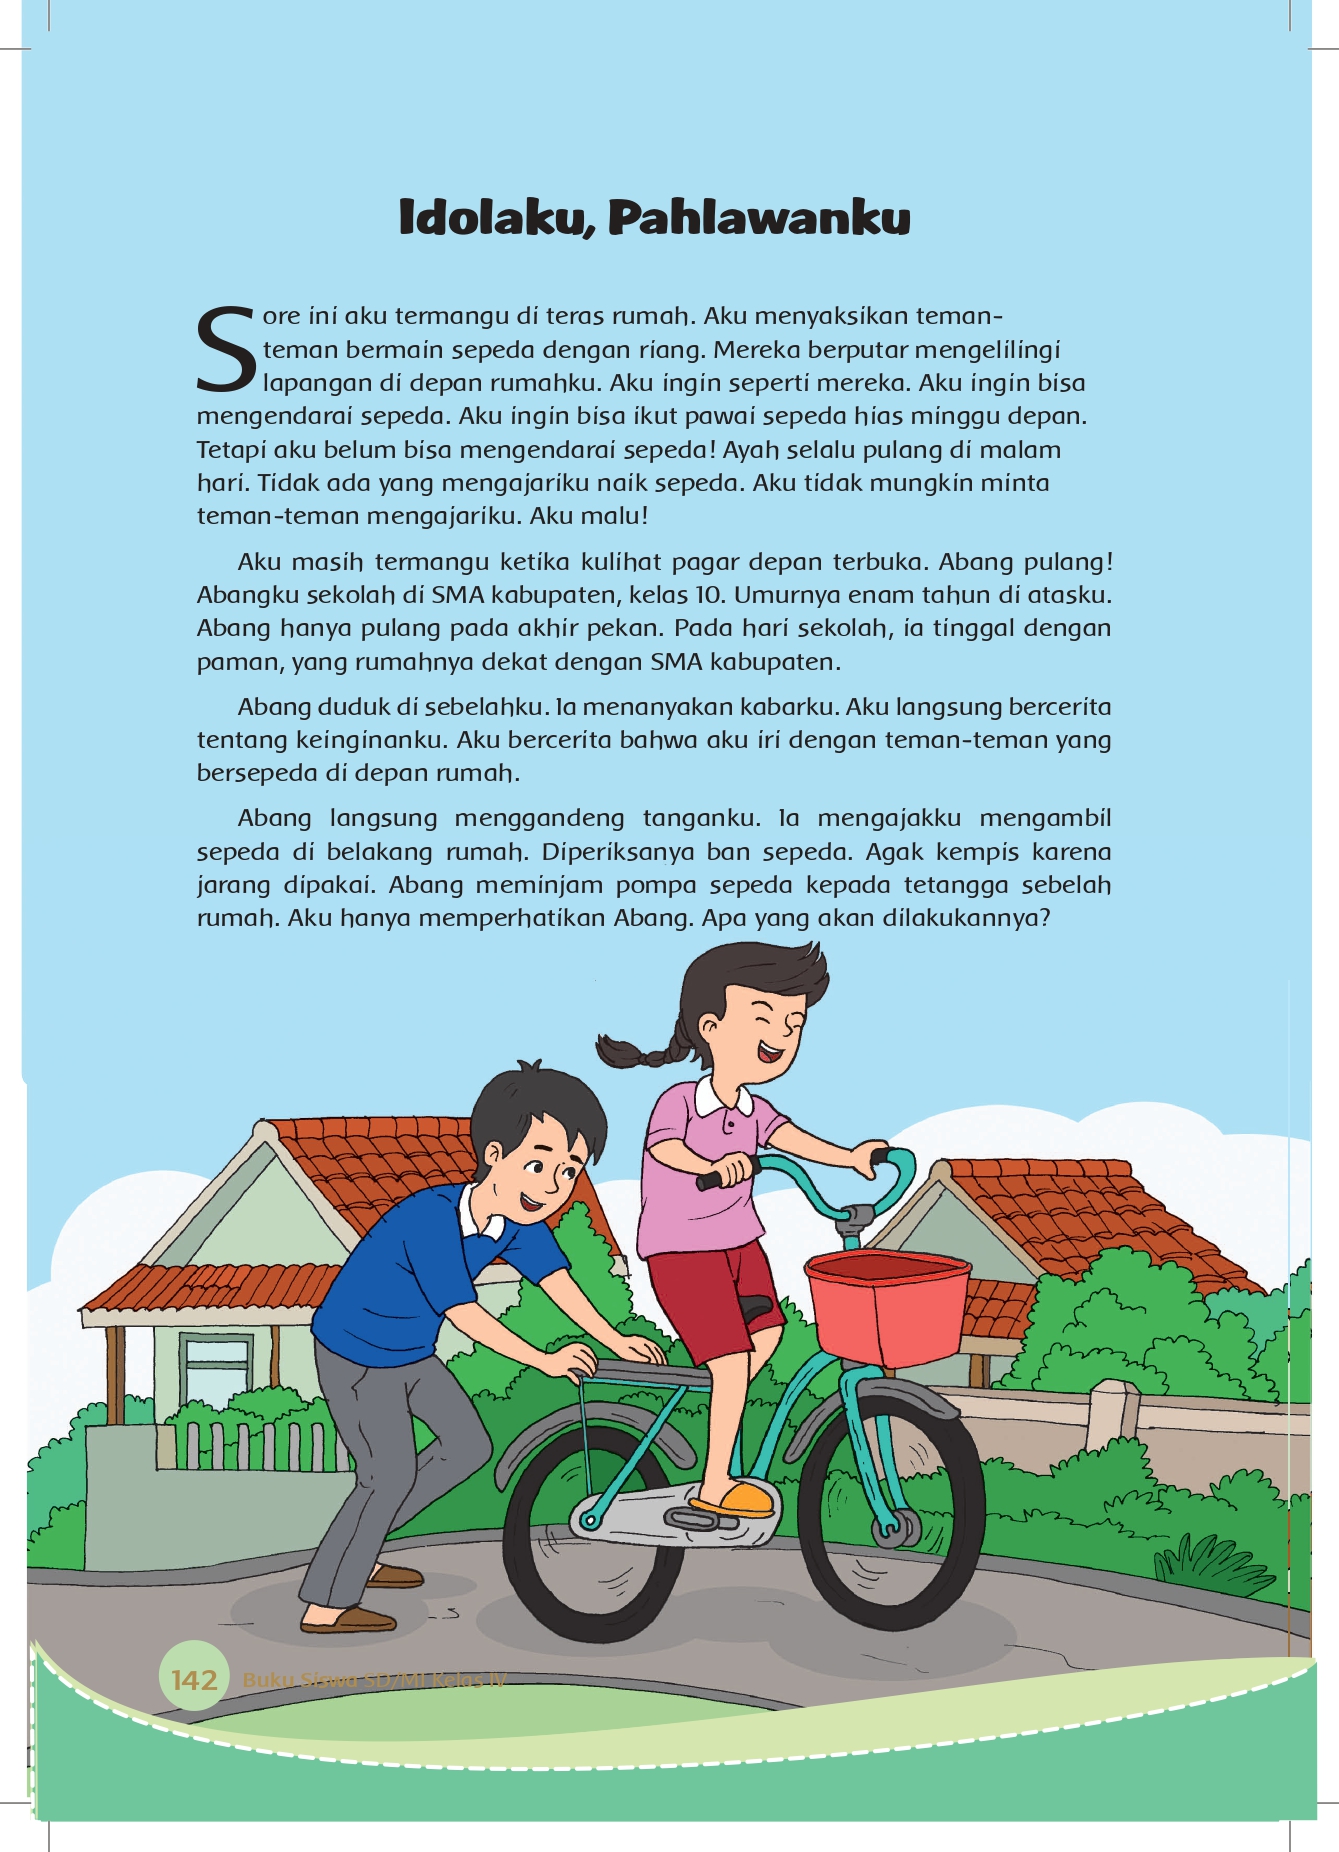 Idolaku, Pahlawanku
Sore ini aku termangu di teras rumah. Aku menyaksikan teman-
teman bermain sepeda dengan riang. Mereka berputar mengelilingi
lapangan di depan rumahku. Aku ingin seperti mereka. Aku ingin bisa
mengendarai sepeda. Aku ingin bisa ikut pawai sepeda hias minggu depan.
Tetapi aku belum bisa mengendarai sepeda! Ayah selalu pulang di malam
hari. Tidak ada yang mengajariku naik sepeda. Aku tidak mungkin minta
teman-teman mengajariku. Aku malu!
Aku masih termangu ketika kulihat pagar depan terbuka. Abang pulang!
Abangku sekolah di SMA kabupaten, kelas 10. Umurnya enam tahun di atasku.
Abang hanya pulang pada akhir pekan. Pada hari sekolah, ia tinggal dengan
paman, yang rumahnya dekat dengan SMA kabupaten.
Abang duduk di sebelahku. Ia menanyakan kabarku. Aku langsung bercerita
tentang keinginanku. Aku bercerita bahwa aku iri dengan teman-teman yang
bersepeda di depan rumah.
Abang langsung menggandeng tanganku. Ia mengajakku mengambil
sepeda di belakang rumah. Diperiksanya ban sepeda. Agak kempis karena
jarang dipakai. Abang meminjam pompa sepeda kepada tetangga sebelah
rumah. Aku hanya memperhatikan Abang. Apa yang akan dilakukannya?
142 Buku Siswa SD/MI Kelas IV